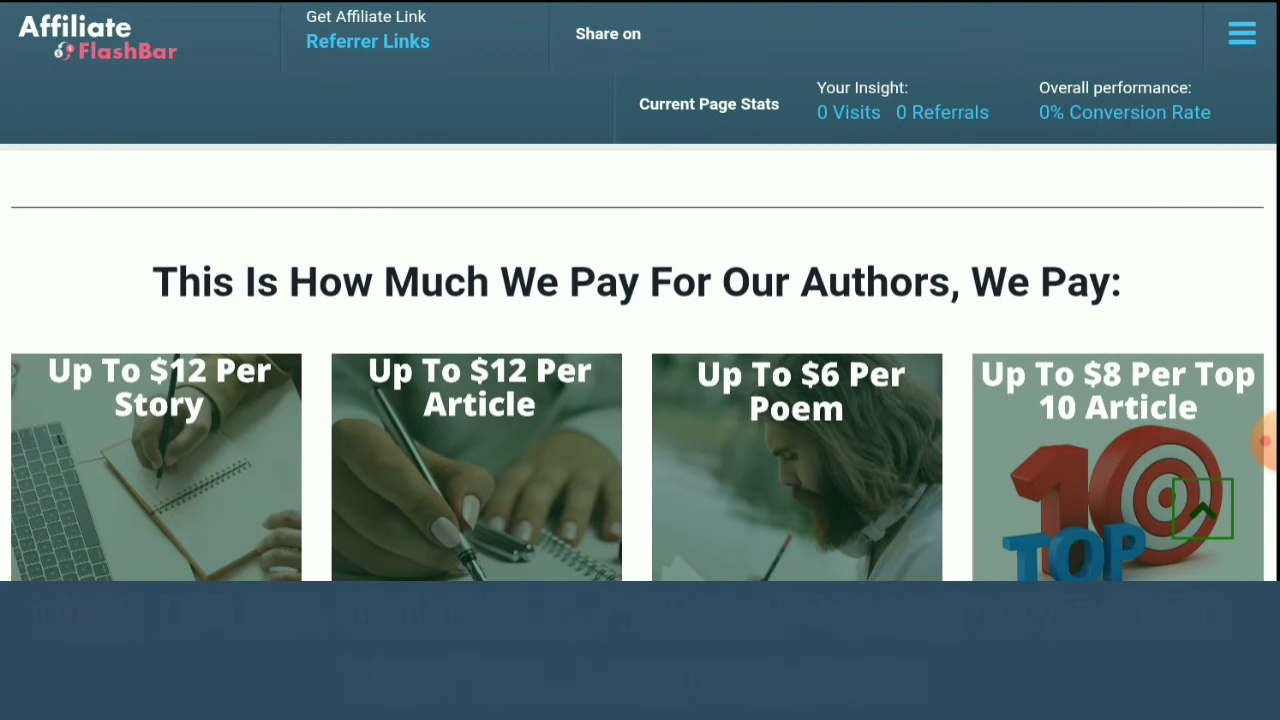 Affiliate
FlashBar
Get Affiliate Link
Referrer Links
Share on
Current Page Stats
Your Insight:
0 Visits 0 Referrals
Overall performance:
0% Conversion Rate
This Is How Much We Pay For Our Authors, We Pay:
Up To $12 Per
Story
Up To $12 Per
Article
Up To $6 Per
Poem
Up To $8 Per Top
10 Article
10
TOP